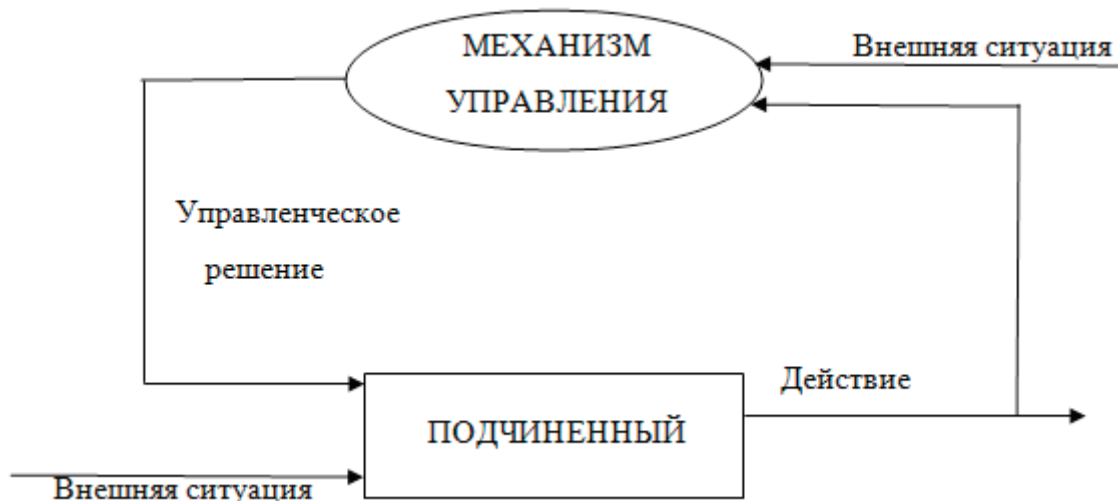 МЕХАНИЗМ
УПРАВЛЕНИЯ
Внешняя ситуация
Управленческое
решение
Действие
ПОДЧИНЕННЫЙ
Внешняя ситуация